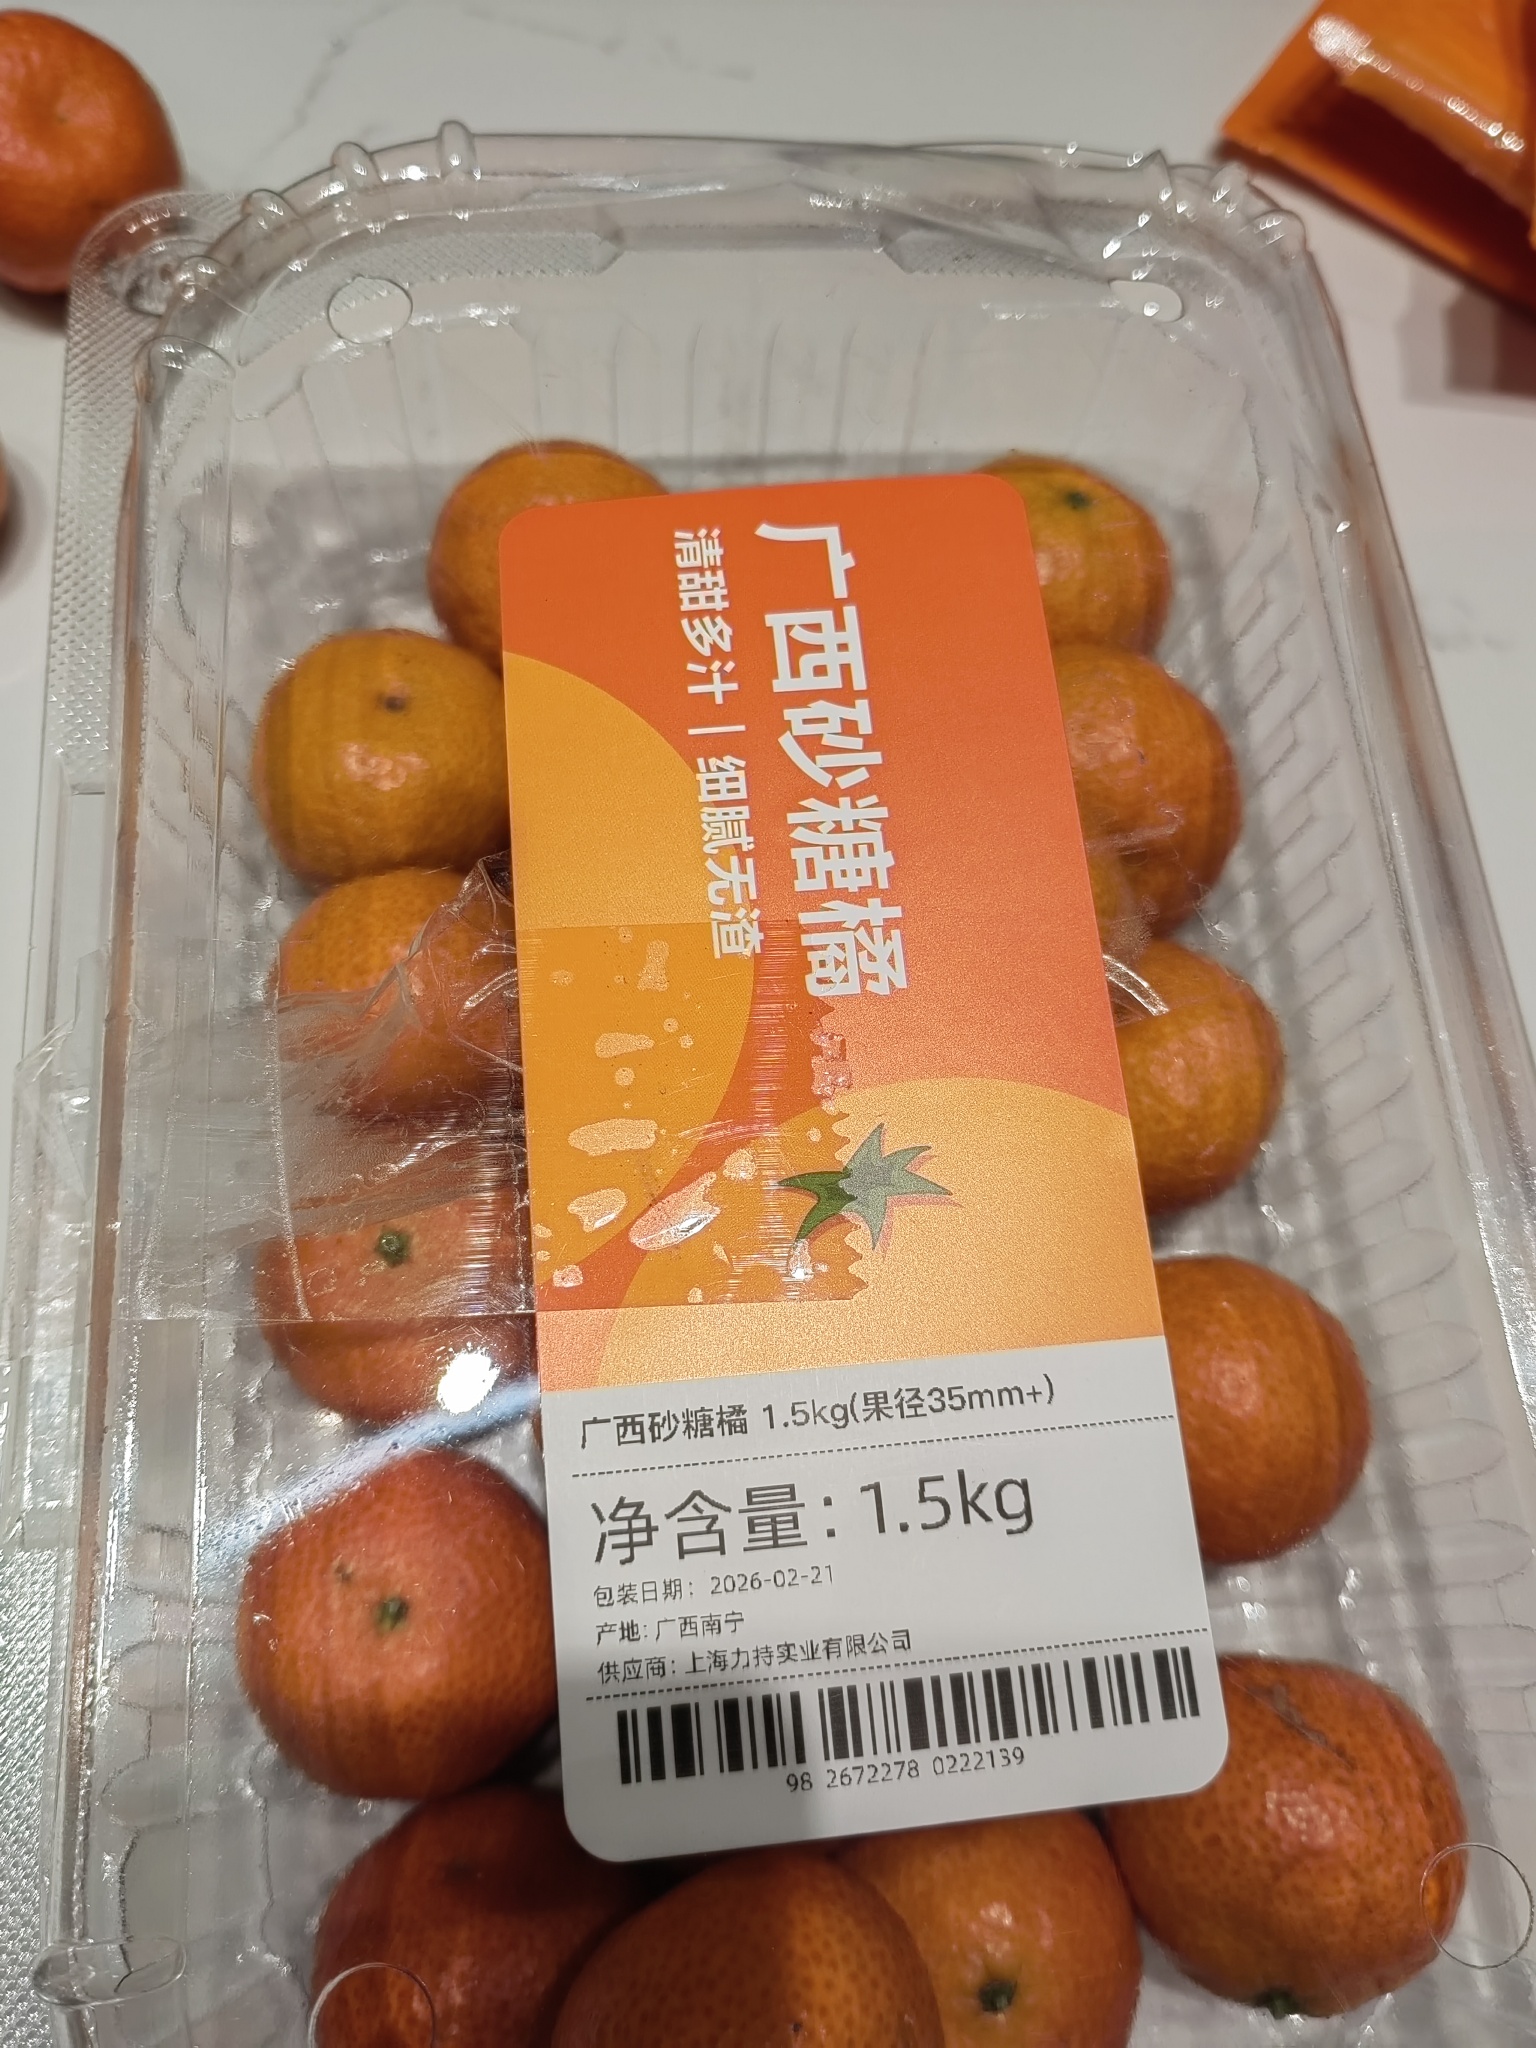 广西砂糖橘
清甜多汁 | 细腻无渣
广西砂糖橘 1.5kg(果径35mm+)
净含量: 1.5kg
包装日期: 2026-02-21
产地: 广西南宁
供应商: 上海力持实业有限公司
98 2672278 0222139